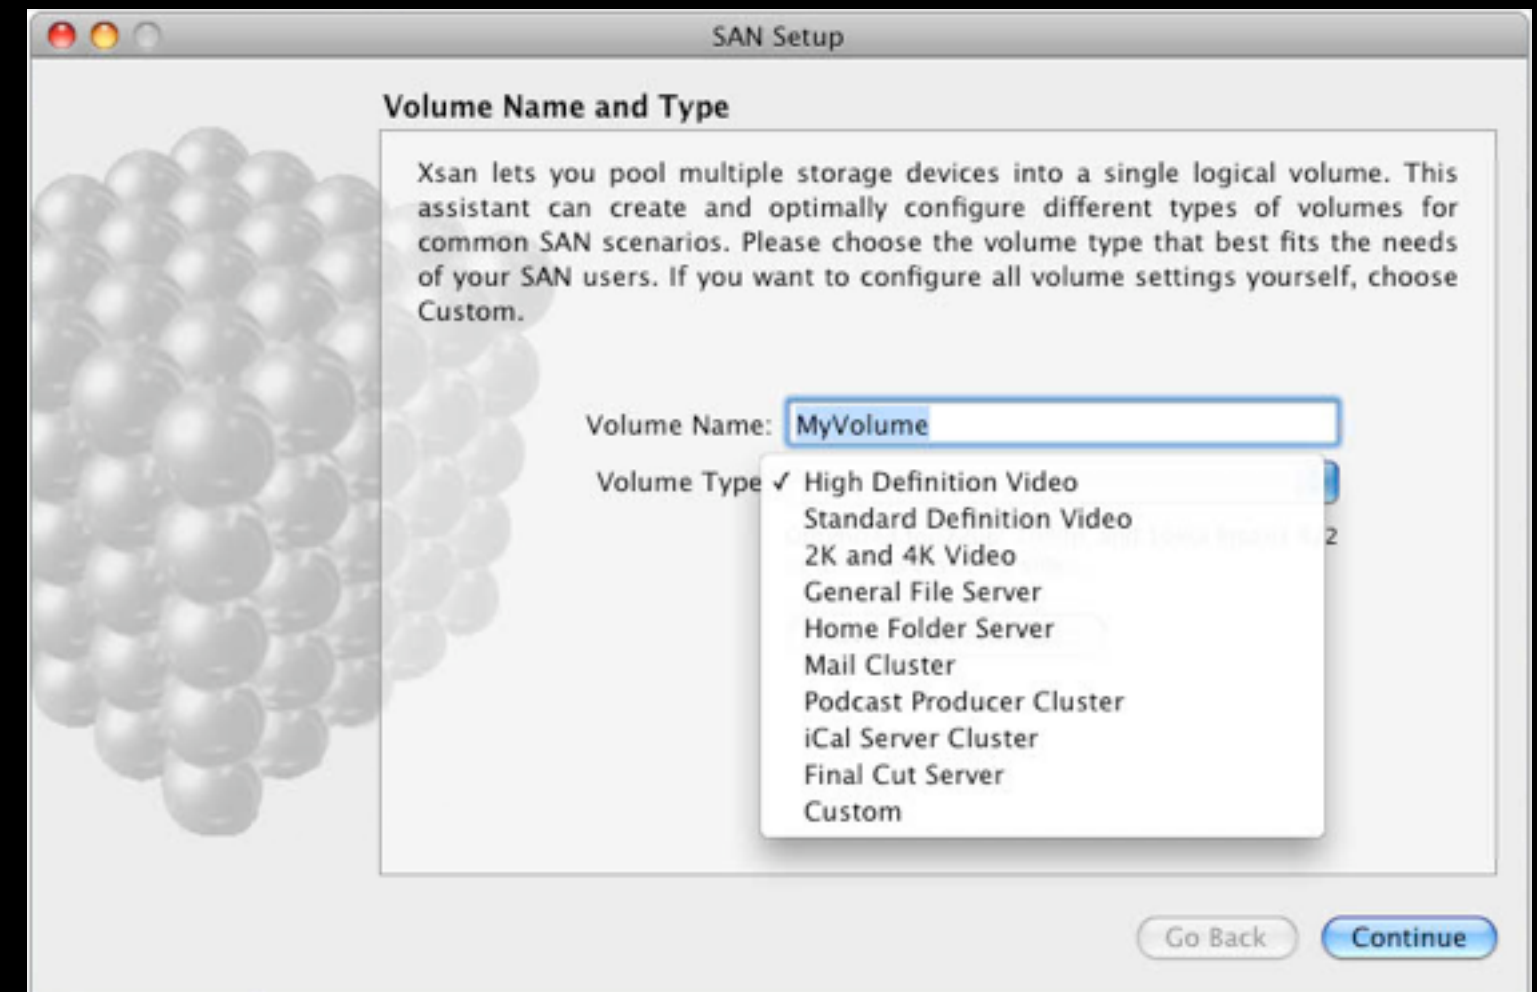 SAN Setup
Volume Name and Type
Xsan lets you pool multiple storage devices into a single logical volume. This
assistant can create and optimally configure different types of volumes for
common SAN scenarios. Please choose the volume type that best fits the needs
of your SAN users. If you want to configure all volume settings yourself, choose
Custom.
Volume Name: MyVolume
Volume Type ✓ High Definition Video
Standard Definition Video
2
2K and 4K Video
General File Server
Home Folder Server
Mail Cluster
Podcast Producer Cluster
iCal Server Cluster
Final Cut Server
Custom
Go Back Continue